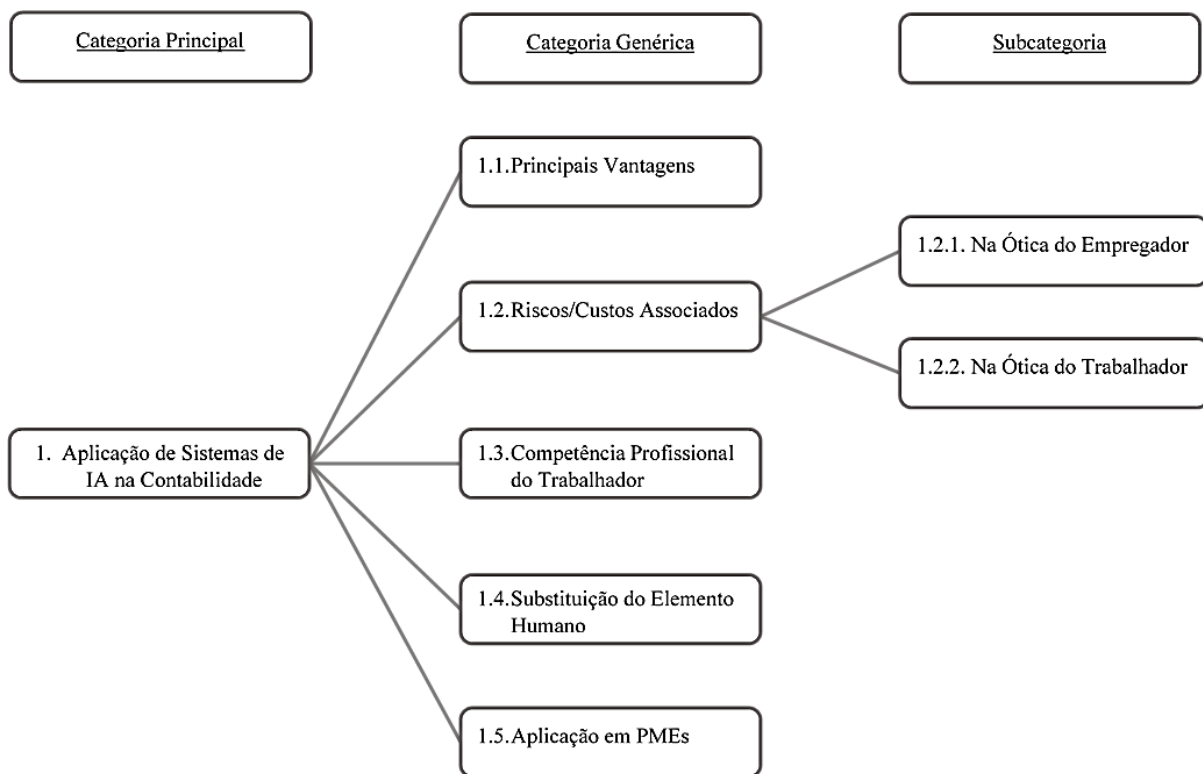 Categoria Principal
Categoria Genérica
Subcategoria
1.1.Principais Vantagens
1.2.1. Na Ótica do Empregador
1.2.Riscos/Custos Associados
1.2.2. Na Ótica do Trabalhador
1. Aplicação de Sistemas de
IA na Contabilidade
1.3.Competência Profissional
do Trabalhador
1.4.Substituição do Elemento
Humano
1.5.Aplicação em PMEs